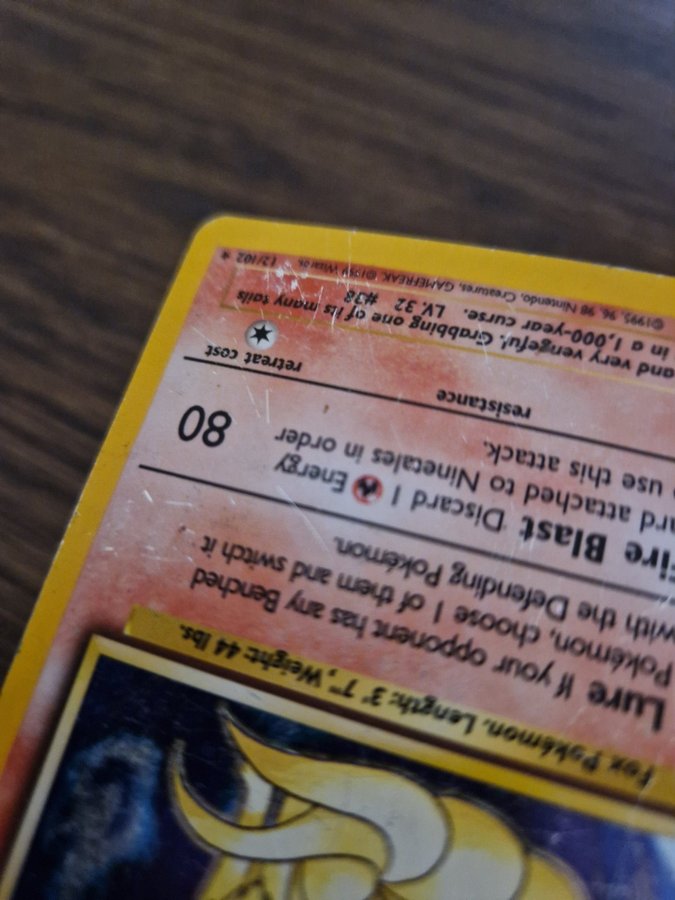 Fox Pokémon. Length: 3' 7", Weight: 44 lbs.
Lure If your opponent has any Benched
Pokémon, choose 1 of them and switch it
with the Defending Pokémon.
Fire Blast Discard 1 Energy
attached to Ninetales in order
use this attack.
80
resistance
retreat cost
and very vengeful. Grabbing one of its many tails
in a 1,000-year curse. LV. 32 #38
©1995, 96, 98 Nintendo, Creatures, GAMEFREAK. ©1999 Wizards. 12/102 ★